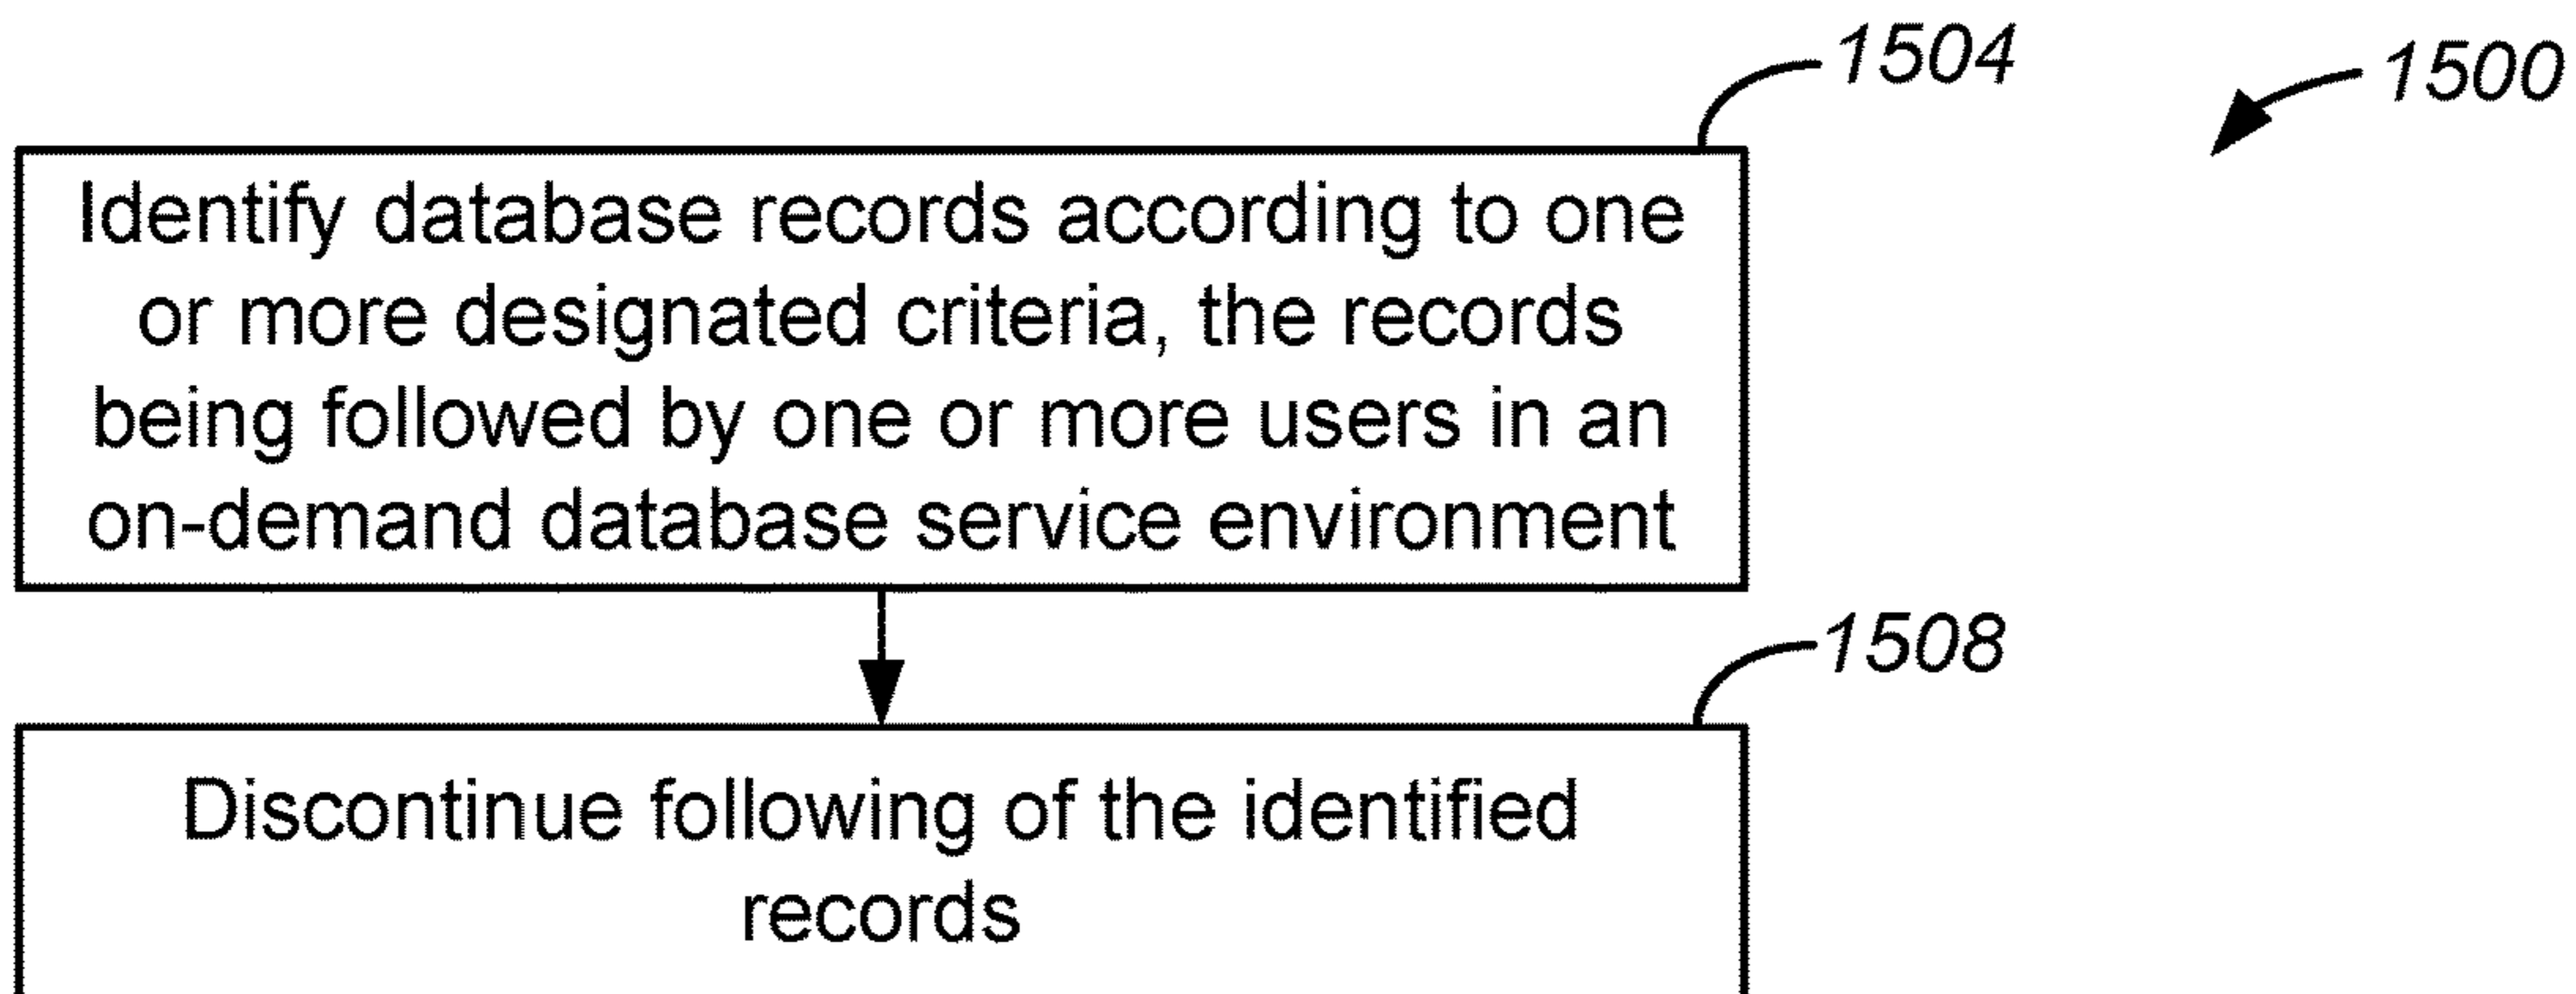 1504
1500
Identify database records according to one
or more designated criteria, the records
being followed by one or more users in an
on-demand database service environment
1508
Discontinue following of the identified
records